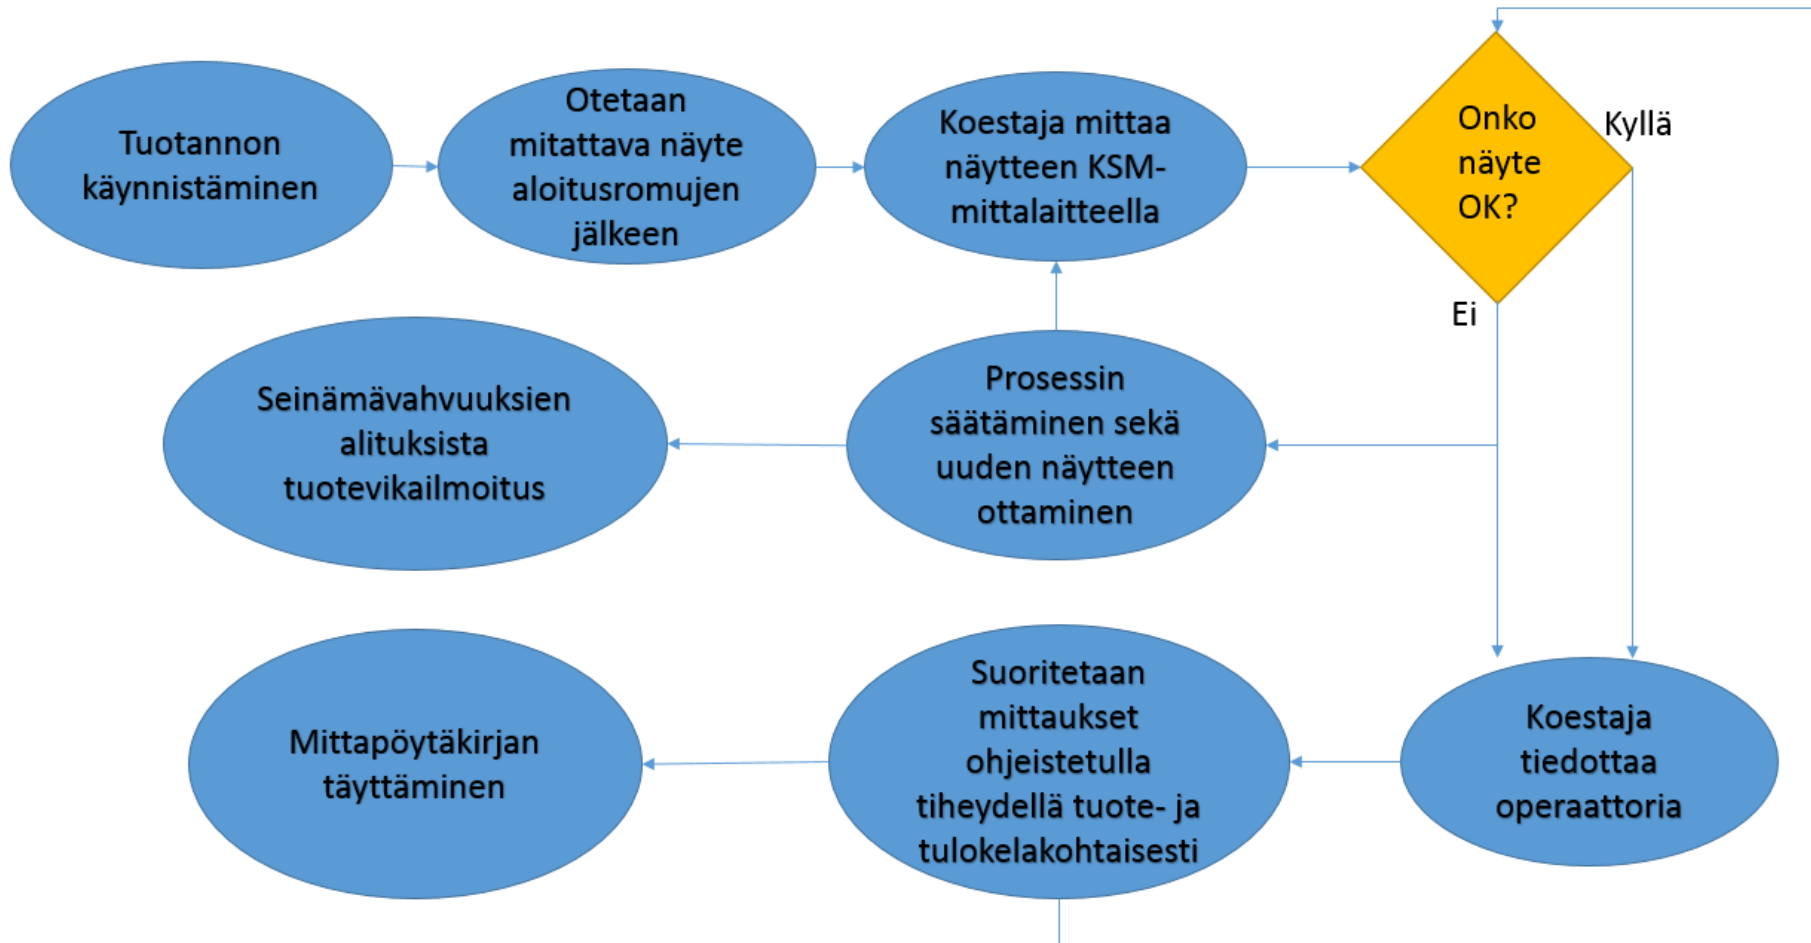 Tuotannon
käynnistäminen
Otetaan
mitattava näyte
aloitusromujen
jälkeen
Koestaja mittaa
näytteen KSM-
mittalaitteella
Onko
näyte
OK?
Kyllä
Ei
Seinämävahvuuksien
alituksista
tuotevikailmoitus
Prosessin
säätäminen sekä
uuden näytteen
ottaminen
Mittapöytäkirjan
täyttäminen
Suoritetaan
mittaukset
ohjeistetulla
tiheydellä tuote- ja
tulokelakohtaisesti
Koestaja
tiedottaa
operaattoria